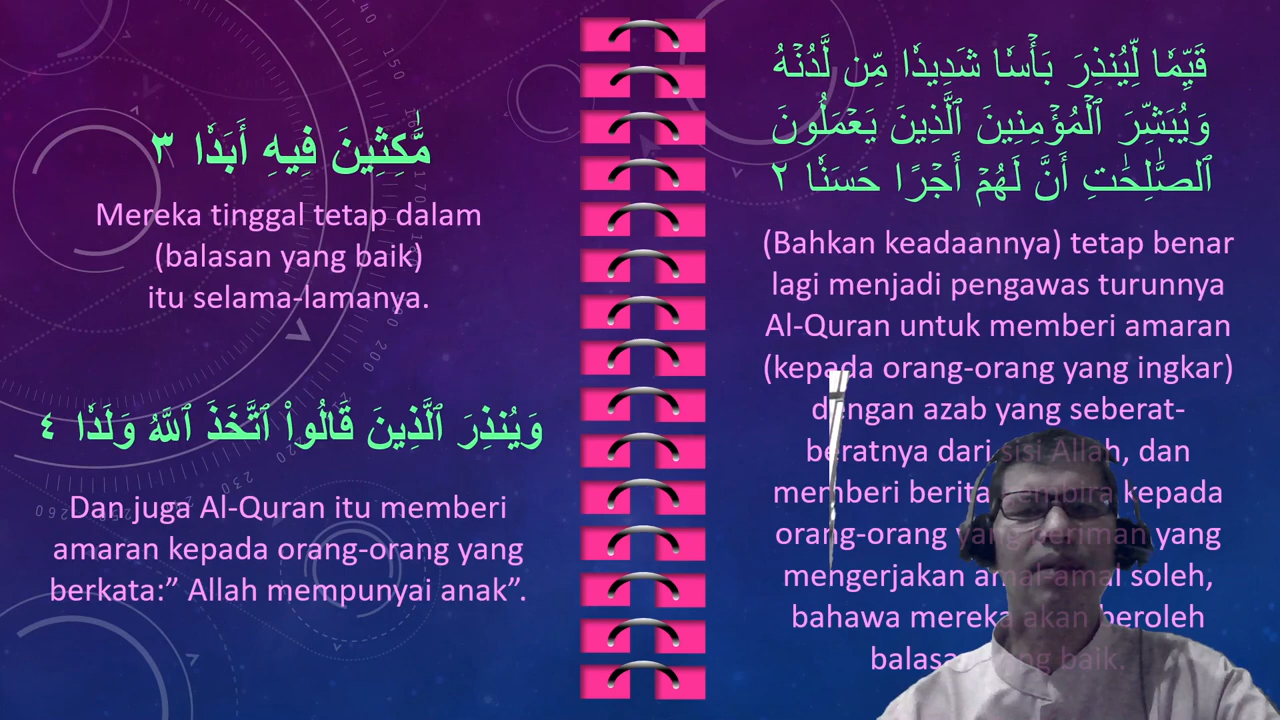 قَيِّمٗا لِّيُنذِرَ بَأۡسٗا شَدِيدٗا مِّن لَّدُنۡهُ
وَيُبَشِّرَ ٱلۡمُؤۡمِنِينَ ٱلَّذِينَ يَعۡمَلُونَ
ٱلصَّٰلِحَٰتِ أَنَّ لَهُمۡ أَجۡرًا حَسَنٗا ٢
(Bahkan keadaannya) tetap benar
lagi menjadi pengawas turunnya
Al-Quran untuk memberi amaran
(kepada orang-orang yang ingkar)
dengan azab yang seberat-
beratnya dari sisi Allah, dan
memberi berita gembira kepada
orang-orang yang beriman yang
mengerjakan amal-amal soleh,
bahawa mereka akan beroleh
balasan yang baik.
مَّٰكِثِينَ فِيهِ أَبَدٗا ٣
Mereka tinggal tetap dalam
(balasan yang baik)
itu selama-lamanya.
وَيُنذِرَ ٱلَّذِينَ قَالُواْ ٱتَّخَذَ ٱللَّهُ وَلَدٗا ٤
Dan juga Al-Quran itu memberi
amaran kepada orang-orang yang
berkata:” Allah mempunyai anak”.